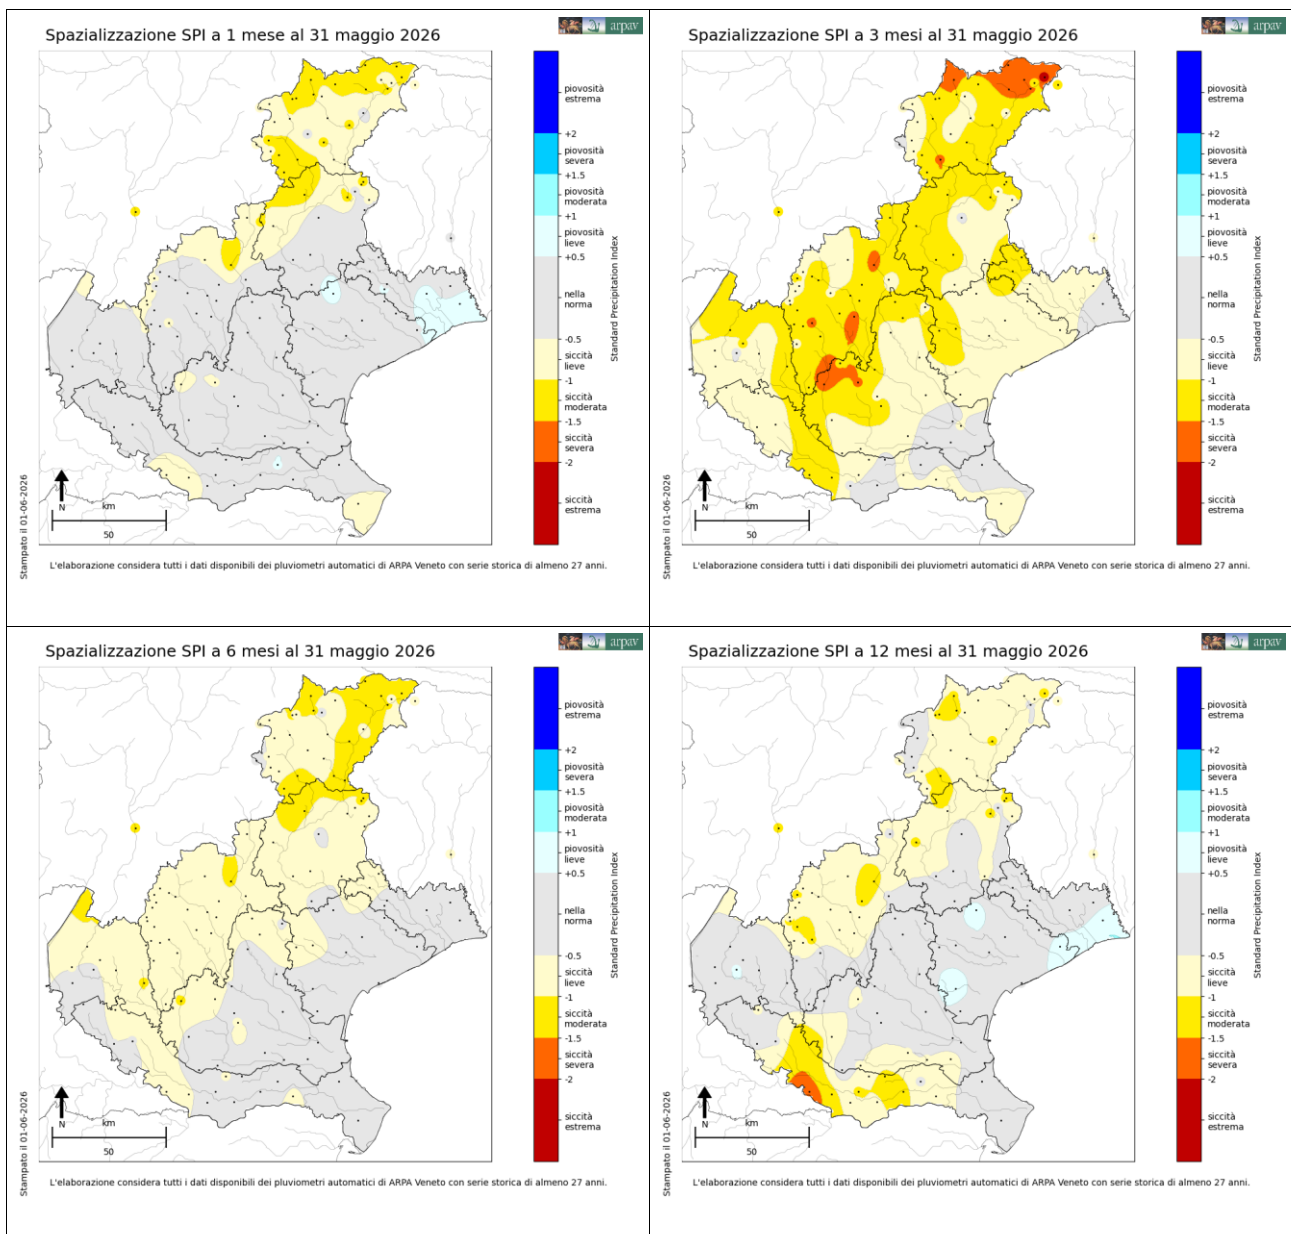 Spazializzazione SPI a 1 mese al 31 maggio 2026
arpav
piovosità
estrema
+2
piovosità
severa
+1.5
piovosità
moderata
+1
piovosità
lieve
+0.5
nella
norma
-0.5
siccità
lieve
-1
siccità
moderata
-1.5
siccità
severa
-2
siccità
estrema
Standard Precipitation Index
Stampato il 01-06-2026
N
km
50
L'elaborazione considera tutti i dati disponibili dei pluviometri automatici di ARPA Veneto con serie storica di almeno 27 anni.
Spazializzazione SPI a 3 mesi al 31 maggio 2026
arpav
piovosità
estrema
+2
piovosità
severa
+1.5
piovosità
moderata
+1
piovosità
lieve
+0.5
nella
norma
-0.5
siccità
lieve
-1
siccità
moderata
-1.5
siccità
severa
-2
siccità
estrema
Standard Precipitation Index
Stampato il 01-06-2026
N
km
50
L'elaborazione considera tutti i dati disponibili dei pluviometri automatici di ARPA Veneto con serie storica di almeno 27 anni.
Spazializzazione SPI a 6 mesi al 31 maggio 2026
arpav
piovosità
estrema
+2
piovosità
severa
+1.5
piovosità
moderata
+1
piovosità
lieve
+0.5
nella
norma
-0.5
siccità
lieve
-1
siccità
moderata
-1.5
siccità
severa
-2
siccità
estrema
Standard Precipitation Index
Stampato il 01-06-2026
N
km
50
L'elaborazione considera tutti i dati disponibili dei pluviometri automatici di ARPA Veneto con serie storica di almeno 27 anni.
Spazializzazione SPI a 12 mesi al 31 maggio 2026
arpav
piovosità
estrema
+2
piovosità
severa
+1.5
piovosità
moderata
+1
piovosità
lieve
+0.5
nella
norma
-0.5
siccità
lieve
-1
siccità
moderata
-1.5
siccità
severa
-2
siccità
estrema
Standard Precipitation Index
Stampato il 01-06-2026
N
km
50
L'elaborazione considera tutti i dati disponibili dei pluviometri automatici di ARPA Veneto con serie storica di almeno 27 anni.